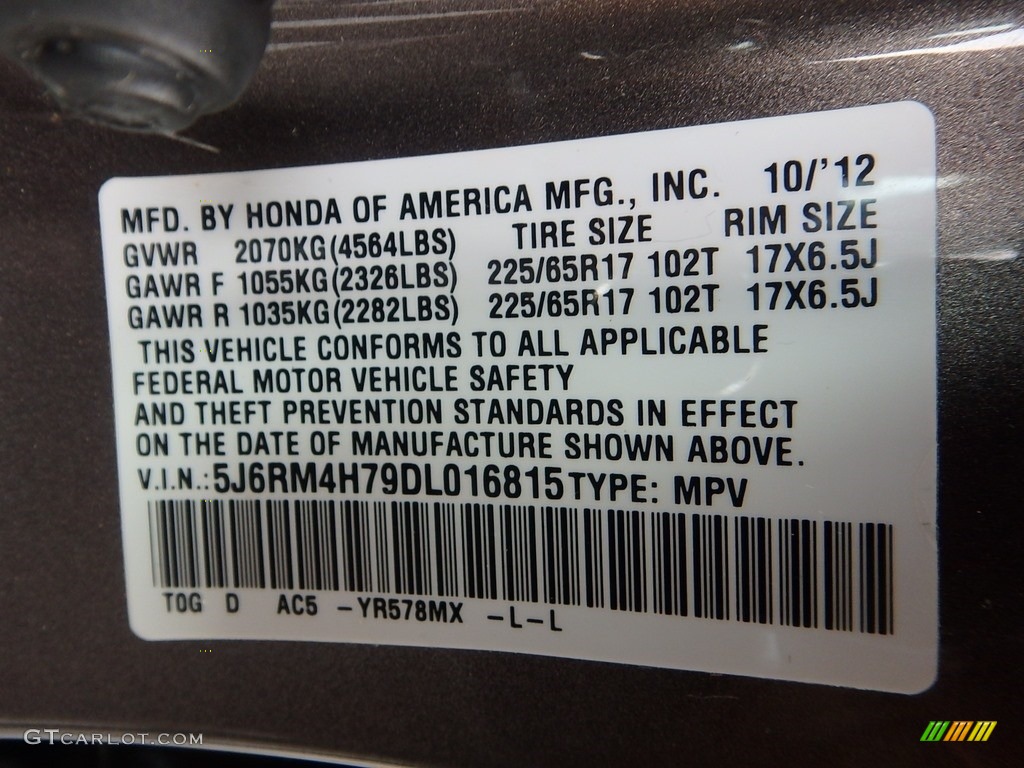 MFD. BY HONDA OF AMERICA MFG., INC. 10/'12
GVWR 2070KG(4564LBS) TIRE SIZE RIM SIZE
GAWR F 1055KG(2326LBS) 225/65R17 102T 17X6.5J
GAWR R 1035KG(2282LBS) 225/65R17 102T 17X6.5J
THIS VEHICLE CONFORMS TO ALL APPLICABLE
FEDERAL MOTOR VEHICLE SAFETY
AND THEFT PREVENTION STANDARDS IN EFFECT
ON THE DATE OF MANUFACTURE SHOWN ABOVE.
V.I.N.:5J6RM4H79DL016815 TYPE: MPV
T0G D AC5 -YR578MX -L-L
GTCARLOT.COM